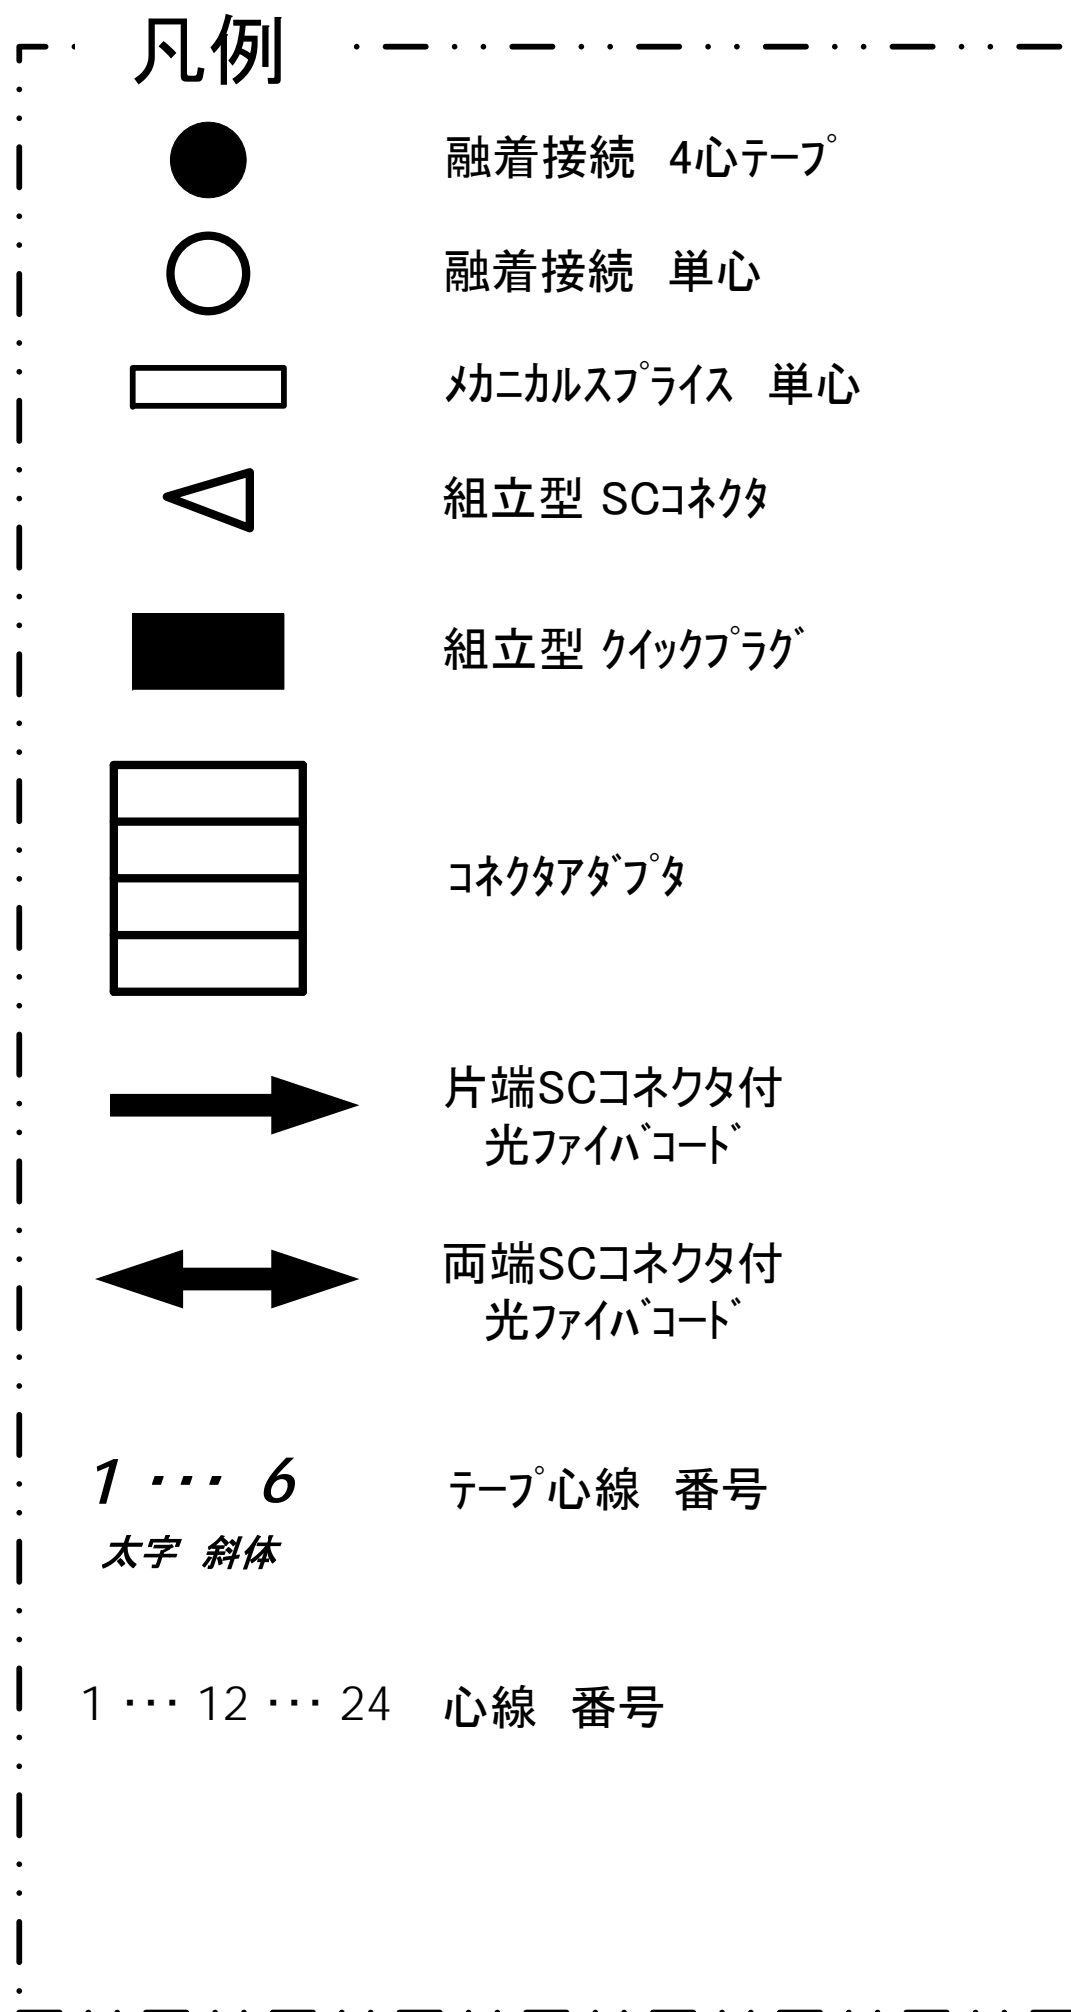 凡例
融着接続　4心ﾃｰﾌﾟ
融着接続　単心
ﾒｶﾆｶﾙｽﾌﾟﾗｲｽ　単心
組立型 SCｺﾈｸﾀ
組立型 ｸｲｯｸﾌﾟﾗｸﾞ
ｺﾈｸﾀｱﾀﾞﾌﾟﾀ
片端SCコネクタ付
光ﾌｧｲﾊﾞｺｰﾄﾞ
両端SCコネクタ付
光ﾌｧｲﾊﾞｺｰﾄﾞ
1 ･･･ 6　ﾃｰﾌﾟ心線　番号
太字　斜体
1 ･･･ 12 ･･･ 24　心線　番号